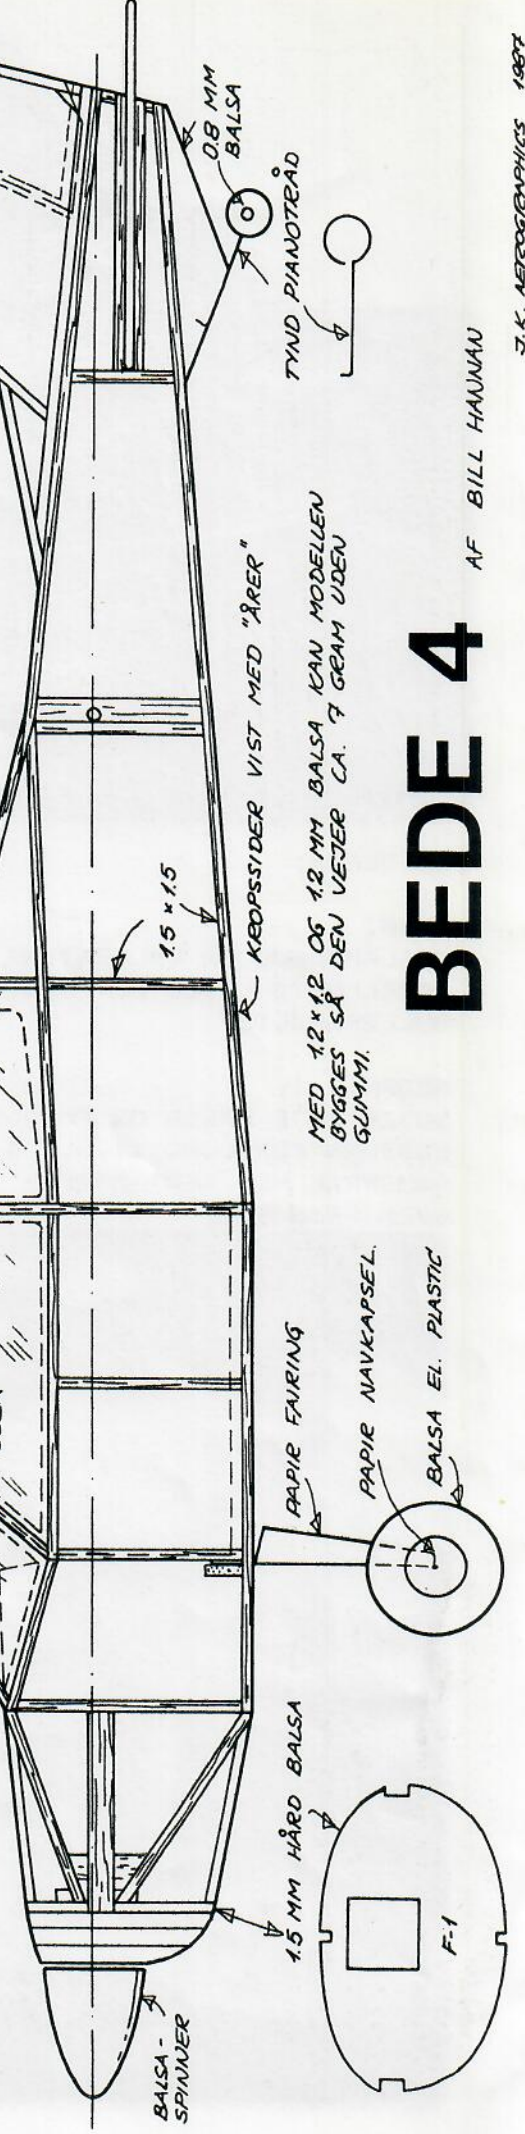 0.8 MM
BALSA
TYND PIANOTRÅD
J.K. AEROGRAPHICS 1987
1.5 × 1.5
KROPSSIDER VIST MED "ÅRER"
MED 1.2 × 1.2 OG 1.2 MM BALSA KAN MODELLEN
BYGGES SÅ DEN VEJER CA. 7 GRAM UDEN
GUMMI.
BEDE 4
AF BILL HANNAN
PAPIR FAIRING
PAPIR NAVKAPSEL.
BALSA EL. PLASTIC
1.5 MM HÅRD BALSA
F-1
BALSA-
SPINNER